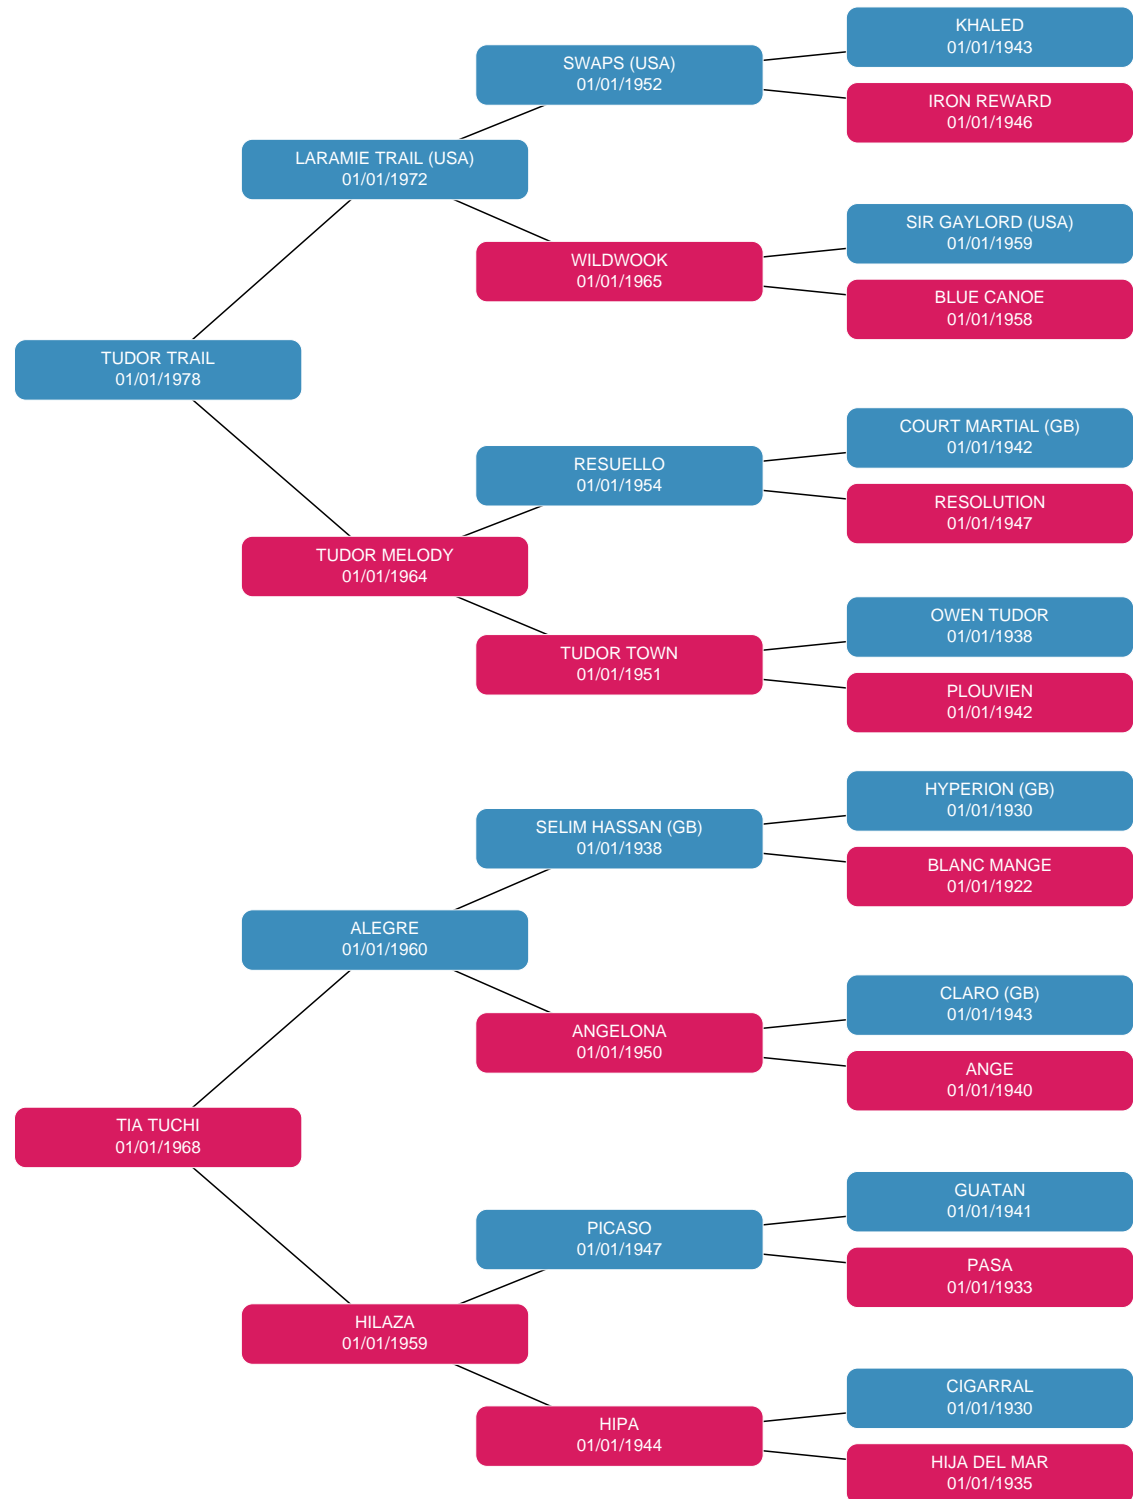 KHALED
01/01/1943
SWAPS (USA)
01/01/1952
IRON REWARD
01/01/1946
LARAMIE TRAIL (USA)
01/01/1972
SIR GAYLORD (USA)
01/01/1959
WILDWOOK
01/01/1965
BLUE CANOE
01/01/1958
TUDOR TRAIL
01/01/1978
COURT MARTIAL (GB)
01/01/1942
RESUELLO
01/01/1954
RESOLUTION
01/01/1947
TUDOR MELODY
01/01/1964
OWEN TUDOR
01/01/1938
TUDOR TOWN
01/01/1951
PLOUVIEN
01/01/1942
HYPERION (GB)
01/01/1930
SELIM HASSAN (GB)
01/01/1938
BLANC MANGE
01/01/1922
ALEGRE
01/01/1960
CLARO (GB)
01/01/1943
ANGELONA
01/01/1950
ANGE
01/01/1940
TIA TUCHI
01/01/1968
GUATAN
01/01/1941
PICASO
01/01/1947
PASA
01/01/1933
HILAZA
01/01/1959
CIGARRAL
01/01/1930
HIPA
01/01/1944
HIJA DEL MAR
01/01/1935